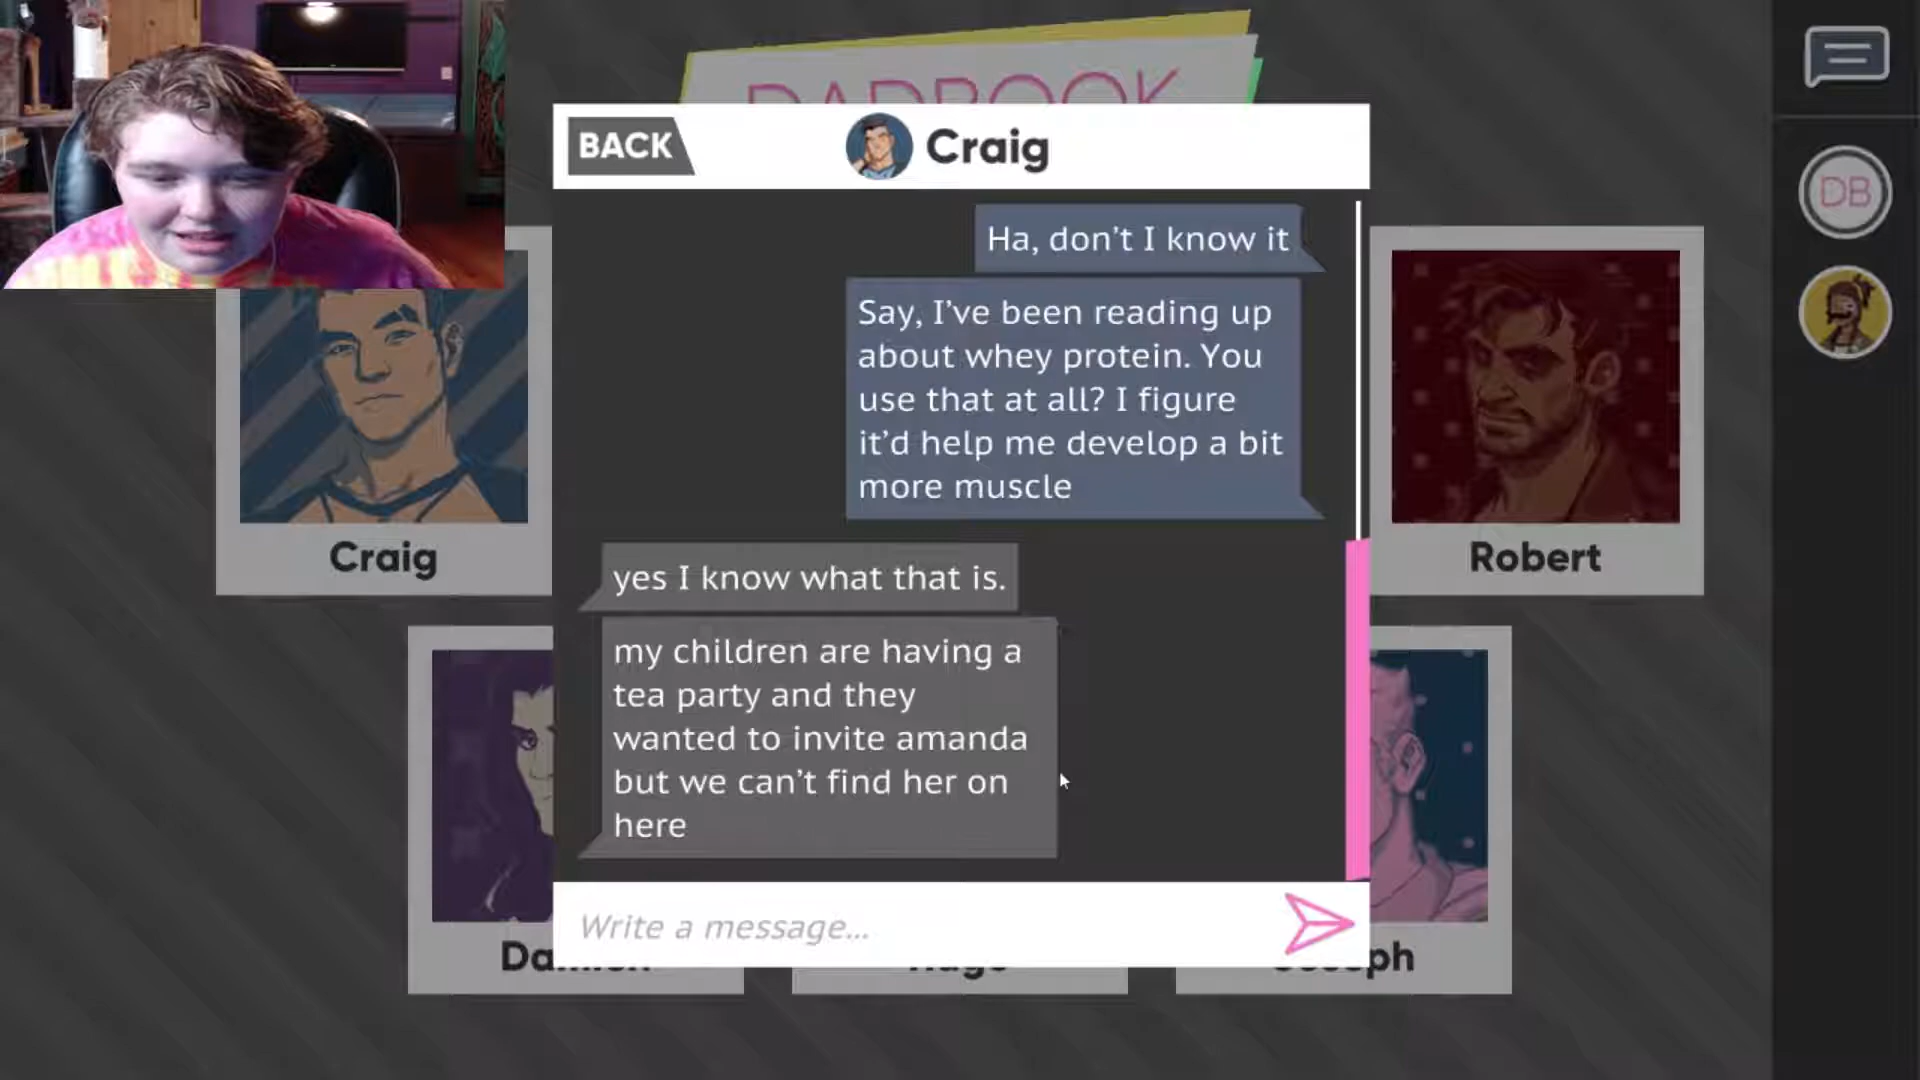 DADBOOK
BACK
Craig
Ha, don't I know it
Say, I've been reading up
about whey protein. You
use that at all? I figure
it'd help me develop a bit
more muscle
yes I know what that is.
my children are having a
tea party and they
wanted to invite amanda
but we can't find her on
here
Write a message...
Craig
Robert
DB